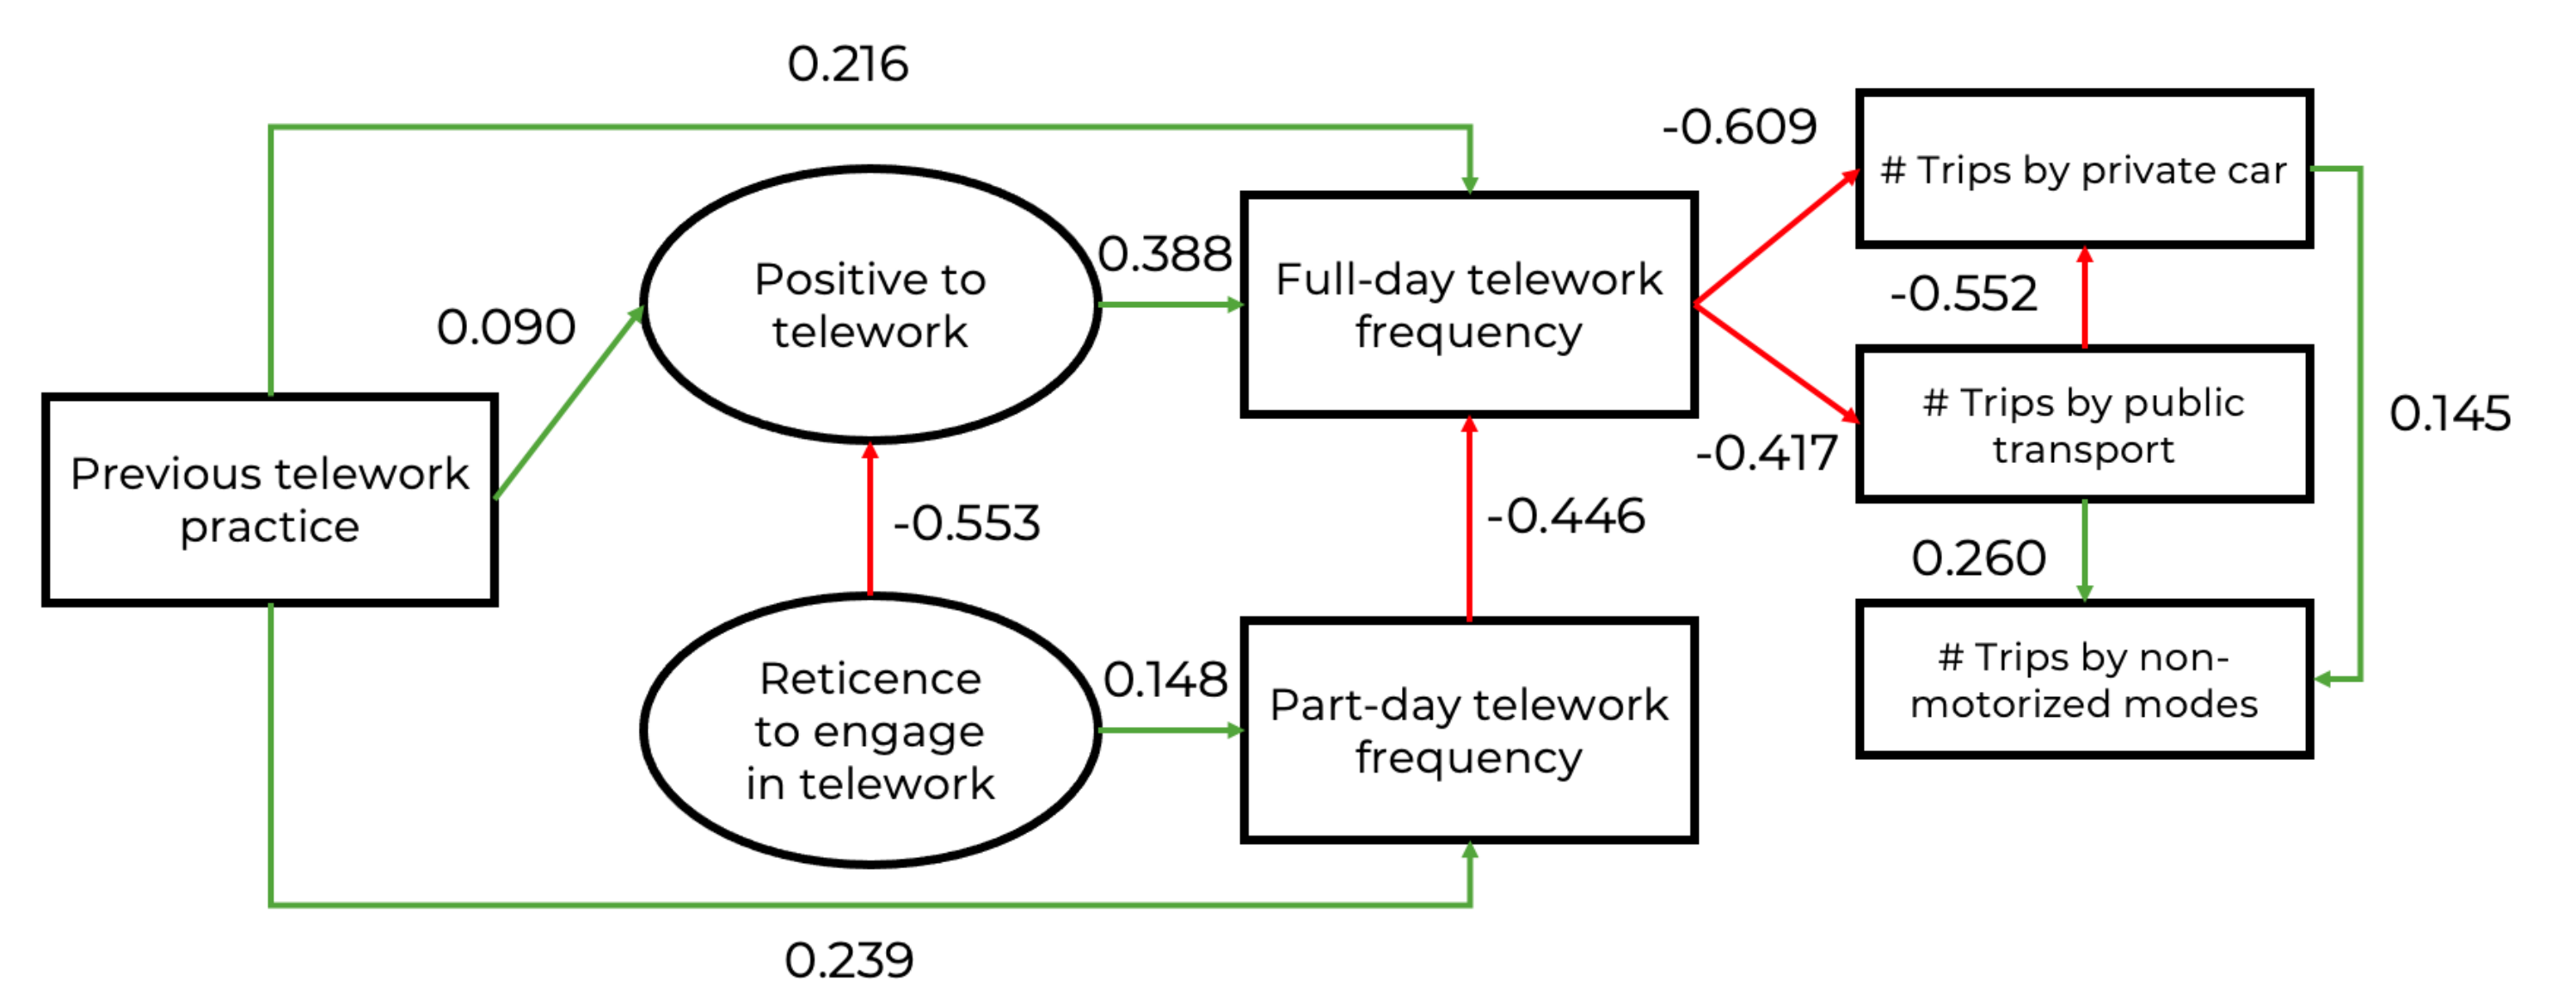 0.216
-0.609
# Trips by private car
0.388
Positive to
telework
Full-day telework
frequency
-0.552
0.090
# Trips by public
transport
0.145
-0.417
Previous telework
practice
-0.553
-0.446
0.260
Reticence
to engage
in telework
0.148
Part-day telework
frequency
# Trips by non-
motorized modes
0.239